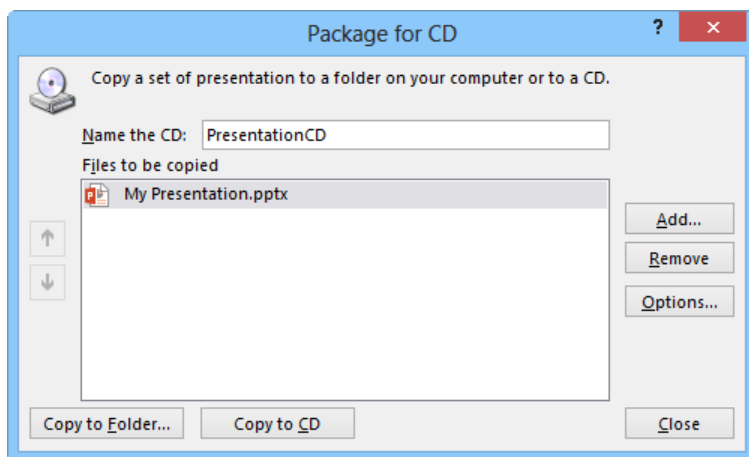 Package for CD
?
Copy a set of presentation to a folder on your computer or to a CD.
Name the CD: PresentationCD
Files to be copied
My Presentation.pptx
Add...
Remove
Options...
Copy to Folder... Copy to CD Close